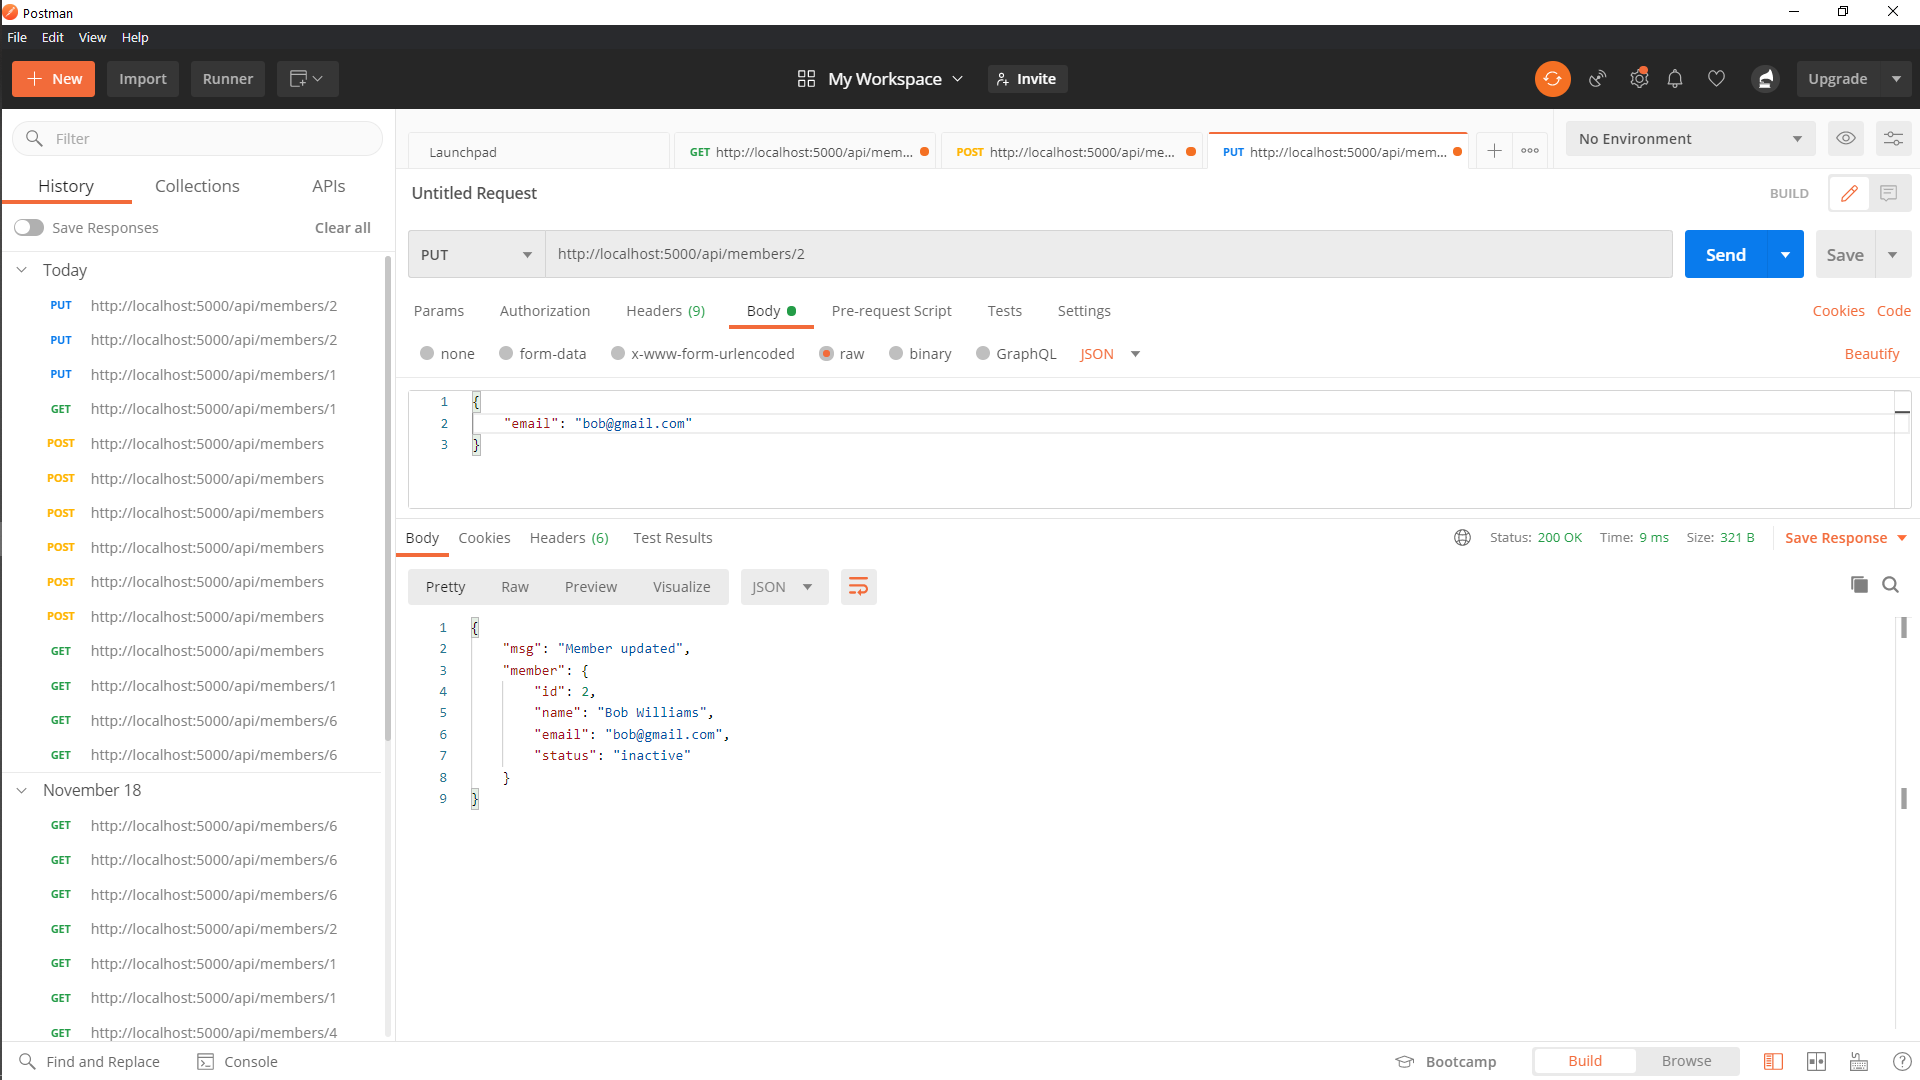 Postman
File Edit View Help
New Import Runner My Workspace Invite Upgrade
Filter
History Collections APIs
Save Responses Clear all
Today
PUT http://localhost:5000/api/members/2
PUT http://localhost:5000/api/members/2
PUT http://localhost:5000/api/members/1
GET http://localhost:5000/api/members/1
POST http://localhost:5000/api/members
POST http://localhost:5000/api/members
POST http://localhost:5000/api/members
POST http://localhost:5000/api/members
POST http://localhost:5000/api/members
POST http://localhost:5000/api/members
GET http://localhost:5000/api/members
GET http://localhost:5000/api/members/1
GET http://localhost:5000/api/members/6
GET http://localhost:5000/api/members/6
November 18
GET http://localhost:5000/api/members/6
GET http://localhost:5000/api/members/6
GET http://localhost:5000/api/members/6
GET http://localhost:5000/api/members/2
GET http://localhost:5000/api/members/1
GET http://localhost:5000/api/members/1
GET http://localhost:5000/api/members/4
Launchpad GET http://localhost:5000/api/mem... POST http://localhost:5000/api/me... PUT http://localhost:5000/api/mem... No Environment
Untitled Request BUILD
PUT http://localhost:5000/api/members/2 Send Save
Params Authorization Headers (9) Body Pre-request Script Tests Settings Cookies Code
none form-data x-www-form-urlencoded raw binary GraphQL JSON Beautify
1 {
2 "email": "bob@gmail.com"
3 }
Body Cookies Headers (6) Test Results Status: 200 OK Time: 9 ms Size: 321 B Save Response
Pretty Raw Preview Visualize JSON
1 {
2 "msg": "Member updated",
3 "member": {
4 "id": 2,
5 "name": "Bob Williams",
6 "email": "bob@gmail.com",
7 "status": "inactive"
8 }
9 }
Find and Replace Console Bootcamp Build Browse